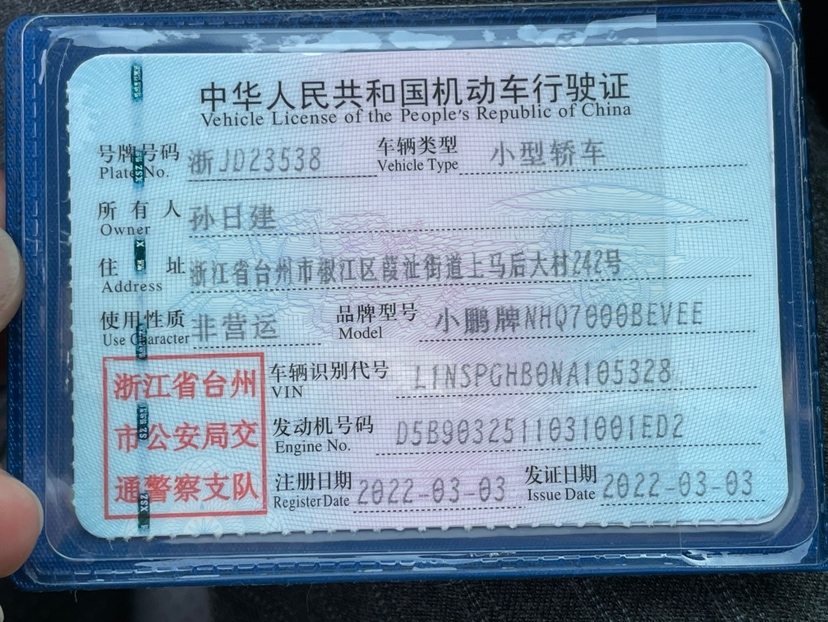 中华人民共和国机动车行驶证
Vehicle License of the People's Republic of China
号牌号码 浙JD23538 车辆类型 小型轿车
Plate No. Vehicle Type
所有人 孙日建
Owner
住址 浙江省台州市椒江区葭沚街道上马后大村242号
Address
使用性质 非营运 品牌型号 小鹏牌NHQ7000BEVEE
Use Character Model
浙江省台州
市公安局交
通警察支队
车辆识别代号 L1NSPGHB0NA105328
VIN
发动机号码 D5B9032511031001ED2
Engine No.
注册日期 2022-03-03 发证日期 2022-03-03
Register Date Issue Date